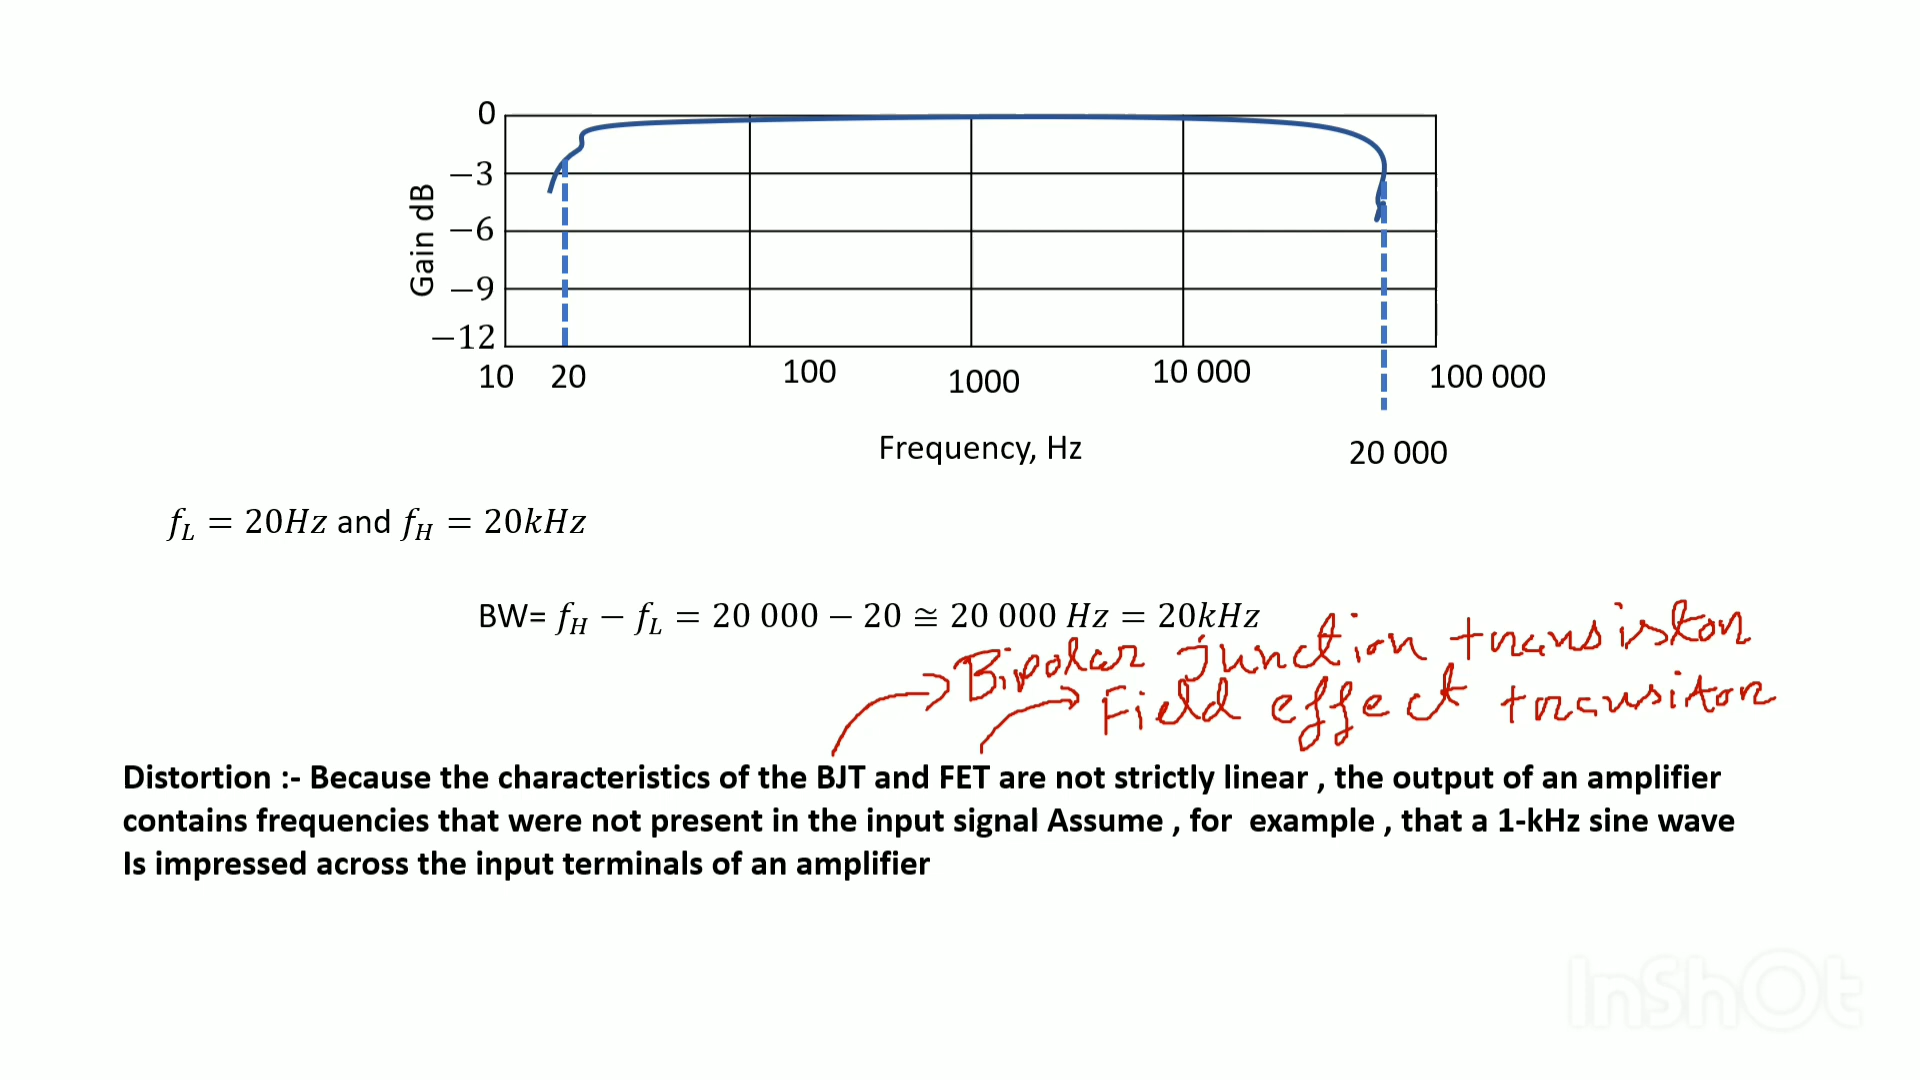 0
−3
−6
−9
−12
Gain dB
10 20 100 1000 10 000 100 000
Frequency, Hz
20 000
f_L = 20Hz and f_H = 20kHz
BW= f_H − f_L = 20 000 − 20 ≅ 20 000 Hz = 20kHz
Bipolar junction transiston
Field effect transitor
Distortion :- Because the characteristics of the BJT and FET are not strictly linear , the output of an amplifier
contains frequencies that were not present in the input signal Assume , for example , that a 1-kHz sine wave
Is impressed across the input terminals of an amplifier
InShOt